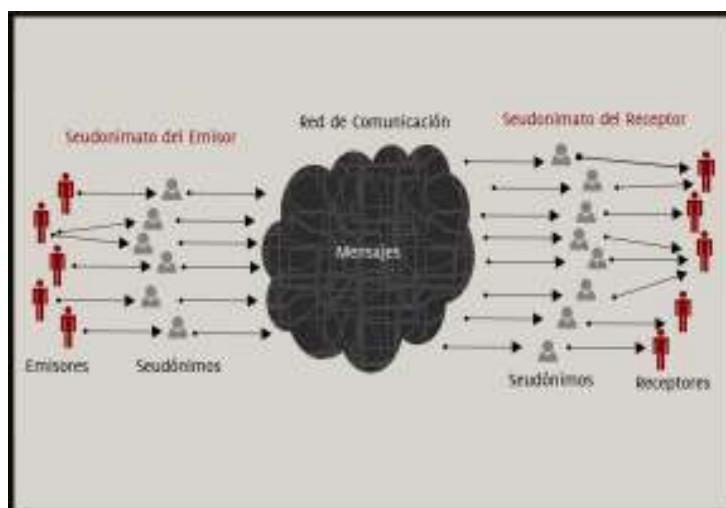 Seudonimato del Emisor
Red de Comunicación
Seudonimato del Receptor
Mensajes
Emisores
Seudónimos
Seudónimos
Receptores